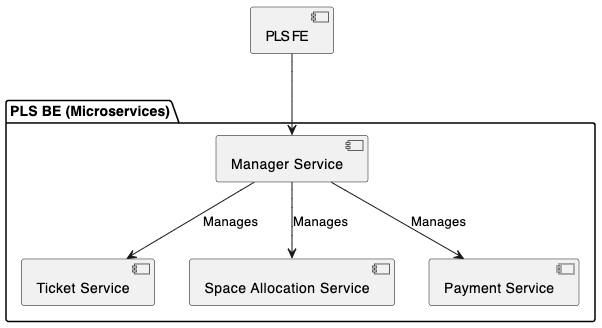 PLS FE
PLS BE (Microservices)
Manager Service
Manages
Manages
Manages
Ticket Service
Space Allocation Service
Payment Service